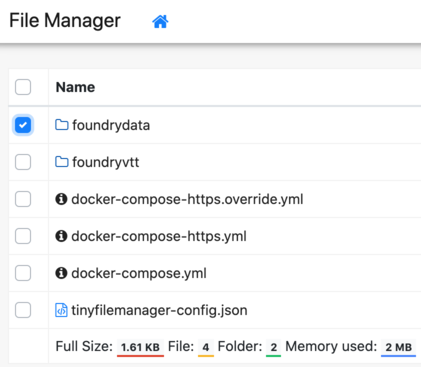 File Manager
Name
foundrydata
foundryvtt
docker-compose-https.override.yml
docker-compose-https.yml
docker-compose.yml
tinyfilemanager-config.json
Full Size: 1.61 KB File: 4 Folder: 2 Memory used: 2 MB